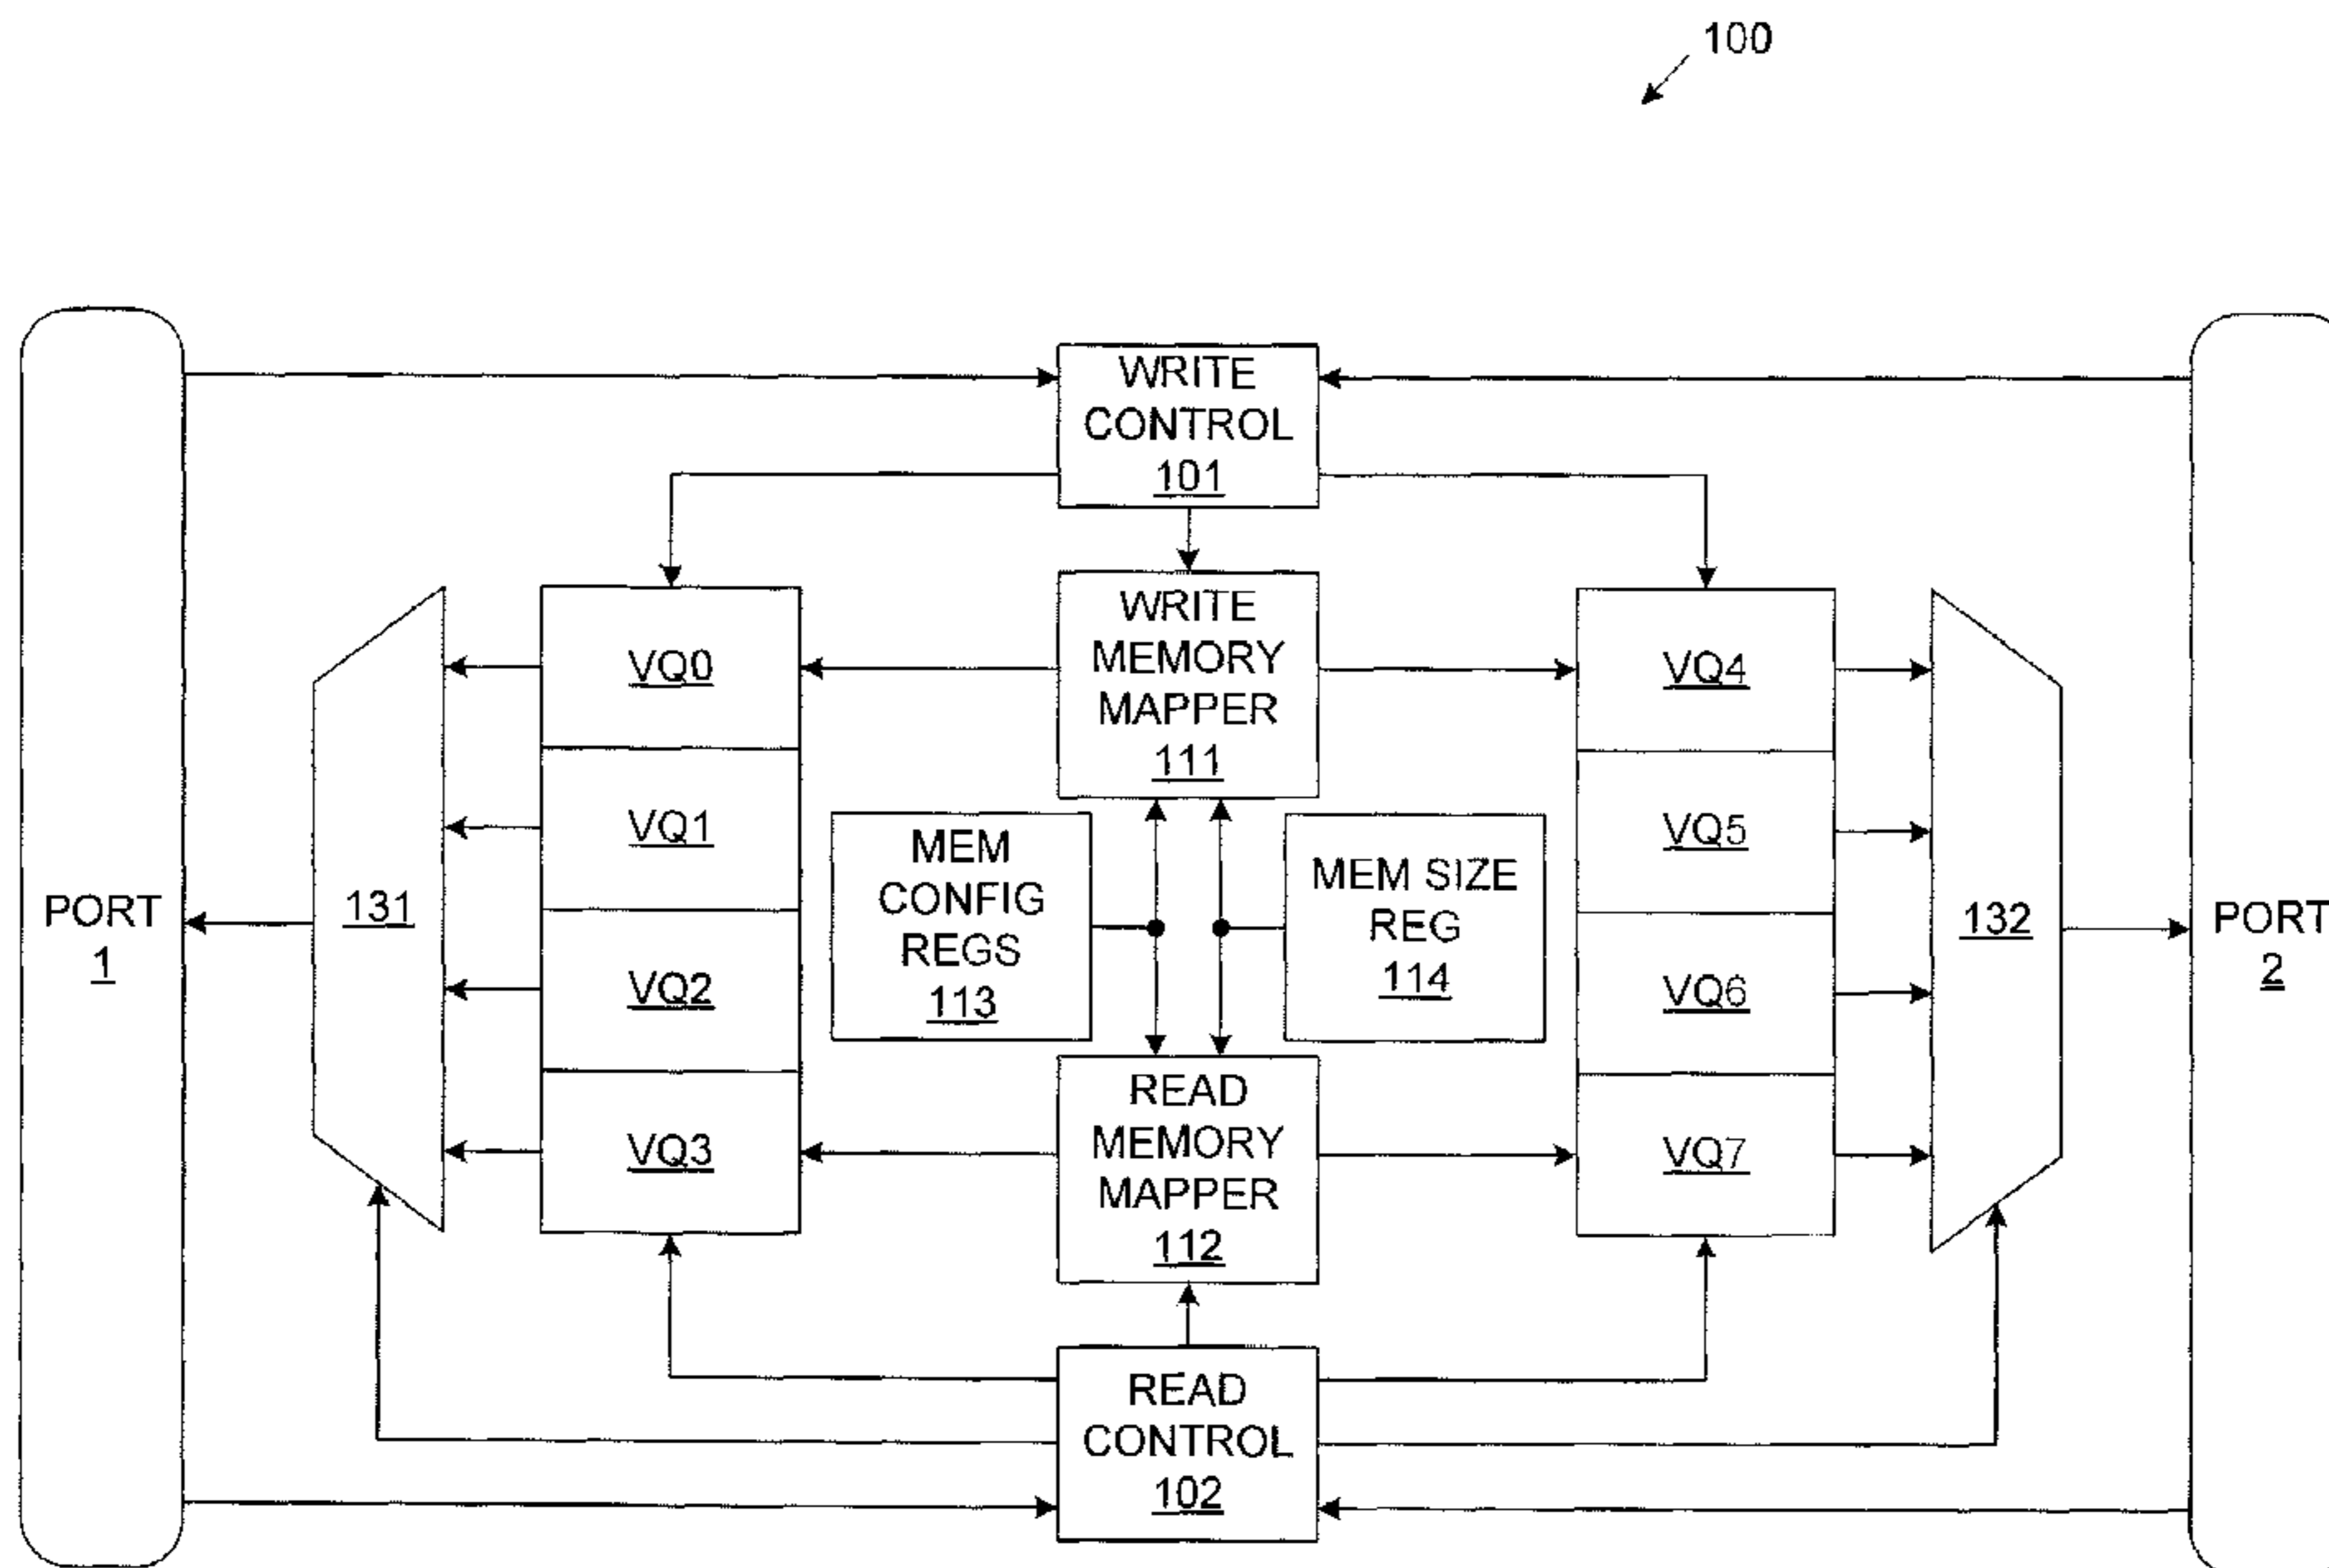 100
WRITE
CONTROL
101
WRITE
MEMORY
MAPPER
111
VQ0
VQ1
VQ2
VQ3
VQ4
VQ5
VQ6
VQ7
PORT
1
131
MEM
CONFIG
REGS
113
MEM SIZE
REG
114
132
PORT
2
READ
MEMORY
MAPPER
112
READ
CONTROL
102